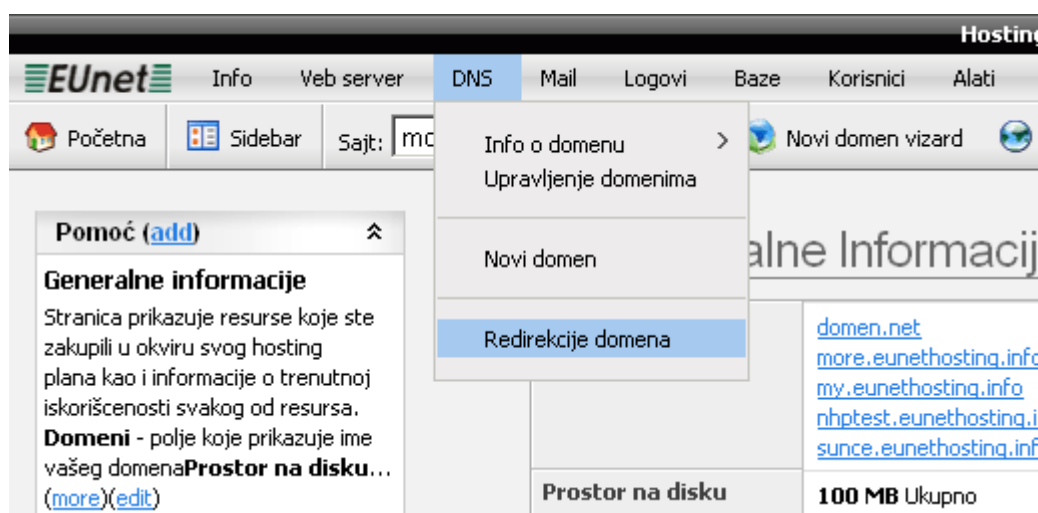 Hosting
EUnet Info Veb server DNS Mail Logovi Baze Korisnici Alati
Početna Sidebar Sajt: mo Novi domen vizard
Info o domenu
Upravljenje domenima
Novi domen
Redirekcije domena
Pomoć (add)
Generalne informacije
Stranica prikazuje resurse koje ste
zakupili u okviru svog hosting
plana kao i informacije o trenutnoj
iskorišcenosti svakog od resursa.
Domeni - polje koje prikazuje ime
vašeg domenaProstor na disku...
(more)(edit)
alne Informacij
domen.net
more.eunethosting.info
my.eunethosting.info
nhptest.eunethosting.i
sunce.eunethosting.inf
Prostor na disku 100 MB Ukupno